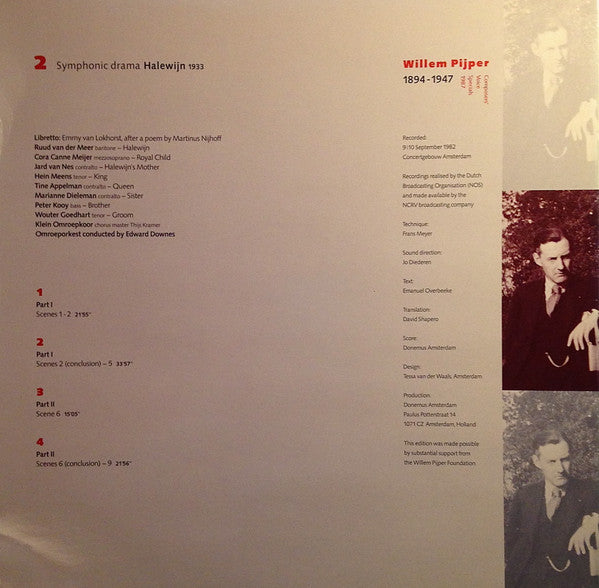 2 Symphonic drama Halewijn 1933
Libretto: Emmy van Lokhorst, after a poem by Martinus Nijhoff
Ruud van der Meer baritone – Halewijn
Cora Canne Meijer mezzosoprano – Royal Child
Jard van Nes contralto – Halewijn's Mother
Hein Meens tenor – King
Tine Appelman contralto – Queen
Marianne Dieleman contralto – Sister
Peter Kooy bass – Brother
Wouter Goedhart tenor – Groom
Klein Omroepkoor chorus master Thijs Kramer
Omroeporkest conducted by Edward Downes
1
Part I
Scenes 1 - 2 21'55"
2
Part I
Scenes 2 (conclusion) – 5 33'57"
3
Part II
Scene 6 15'05"
4
Part II
Scenes 6 (conclusion) – 9 21'56"
Willem Pijper
1894 - 1947
Composers'
Voice
Specials
1987
Recorded:
9|10 September 1982
Concertgebouw Amsterdam
Recordings realised by the Dutch
Broadcasting Organisation (NOS)
and made available by the
NCRV broadcasting company
Technique:
Frans Meyer
Sound direction:
Jo Diederen
Text:
Emanuel Overbeeke
Translation:
David Shapero
Score:
Donemus Amsterdam
Design:
Tessa van der Waals, Amsterdam
Production:
Donemus Amsterdam
Paulus Potterstraat 14
1071 CZ Amsterdam, Holland
This edition was made possible
by substantial support from
the Willem Pijper Foundation